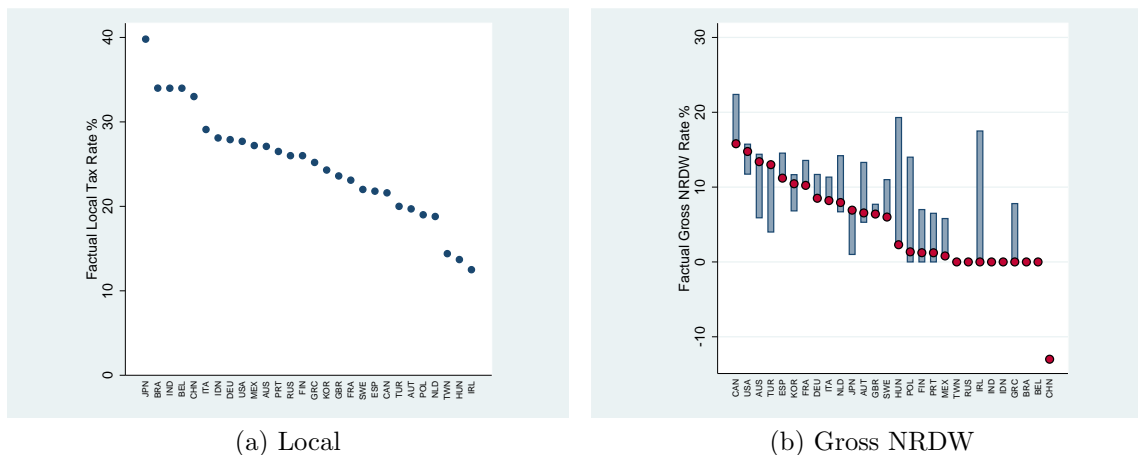 Factual Local Tax Rate %
40
30
20
10
0
JPN BRA IND BEL CHN ITA IDN DEU USA MEX AUS PRT RUS FIN GRC KOR GBR FRA SWE ESP CAN TUR AUT POL NLD TWN HUN IRL
(a) Local
Factual Gross NRDW Rate %
30
20
10
0
-10
CAN USA AUS TUR ESP KOR FRA DEU ITA NLD JPN AUT GBR SWE HUN POL FIN PRT MEX TWN RUS IRL IND IDN GRC BRA BEL CHN
(b) Gross NRDW